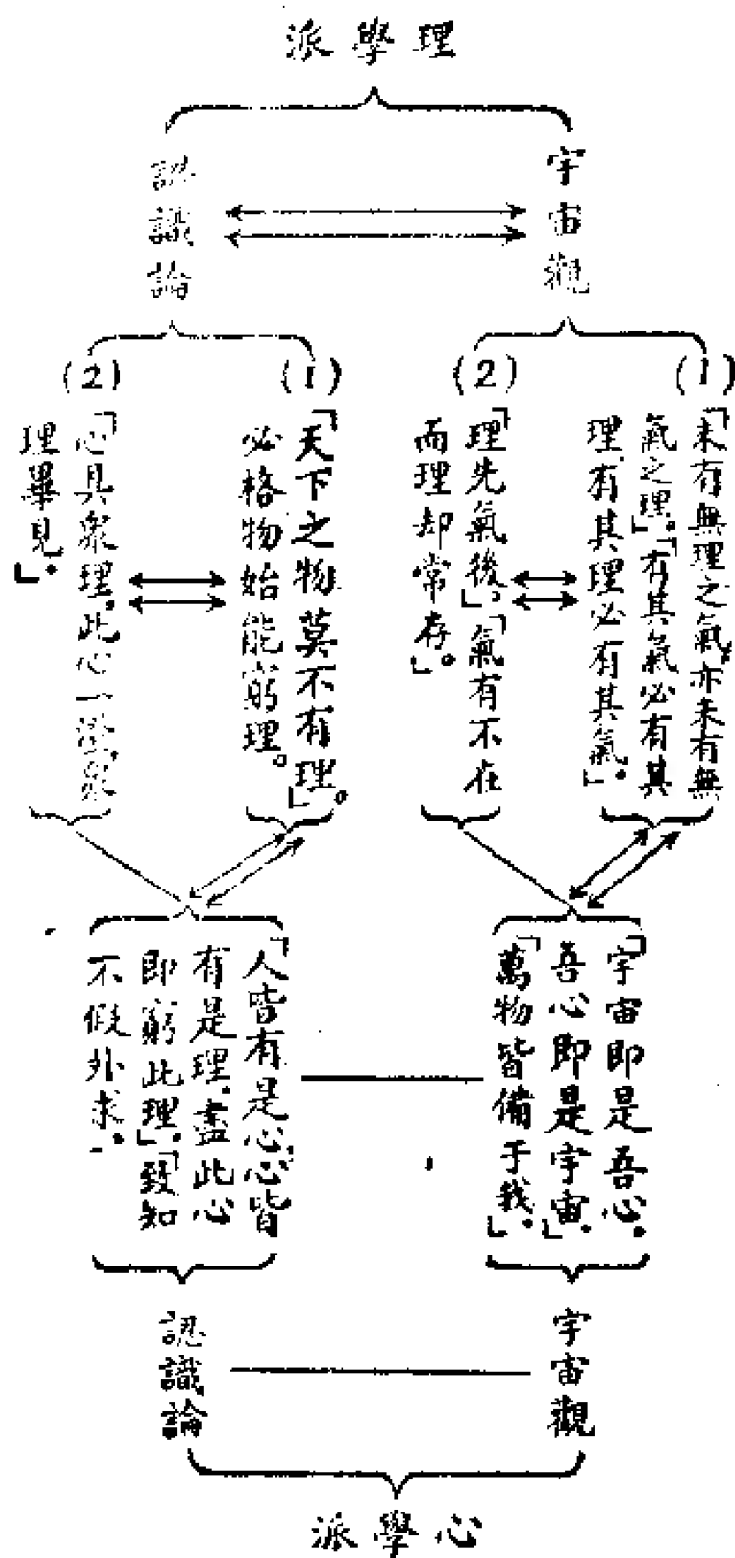 理學派
宇宙觀
認識論
(1)
「未有無理之氣,亦未有無
氣之理。」「有其氣必有其
理,有其理必有其氣」.
(2)
「理先氣後」,「氣有不在
而理却常存。」
(1)
「天下之物莫不有理」。
必格物始能窮理。
(2)
「心具衆理,此心一澄,衆
理畢見.」
「宇宙即是吾心.
吾心即是宇宙.」
「萬物皆備于我.」
「人皆有是心,心皆
有是理,盡此心
即窮此理」,「致知
不假外求.
宇宙觀
認識論
心學派